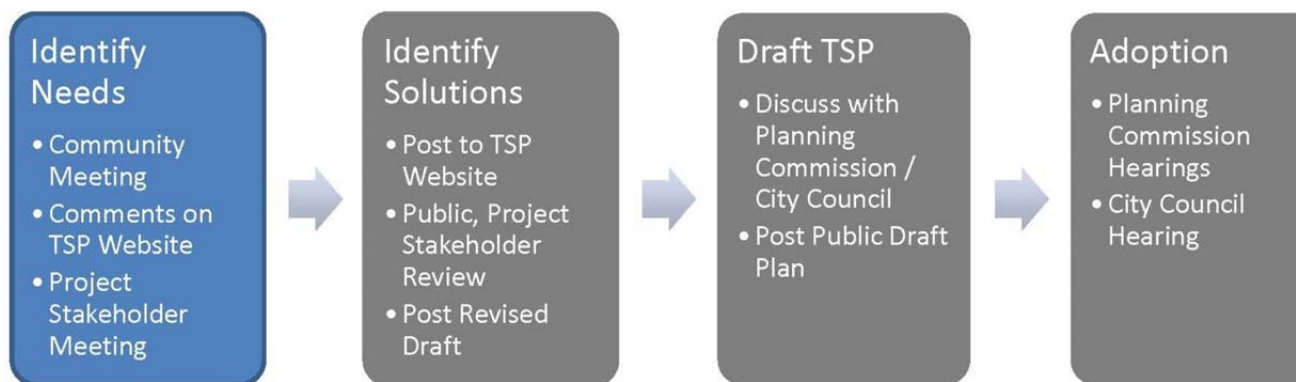 Identify
Needs
• Community
Meeting
• Comments on
TSP Website
• Project
Stakeholder
Meeting
Identify
Solutions
• Post to TSP
Website
• Public, Project
Stakeholder
Review
• Post Revised
Draft
Draft TSP
• Discuss with
Planning
Commission /
City Council
• Post Public Draft
Plan
Adoption
• Planning
Commission
Hearings
• City Council
Hearing